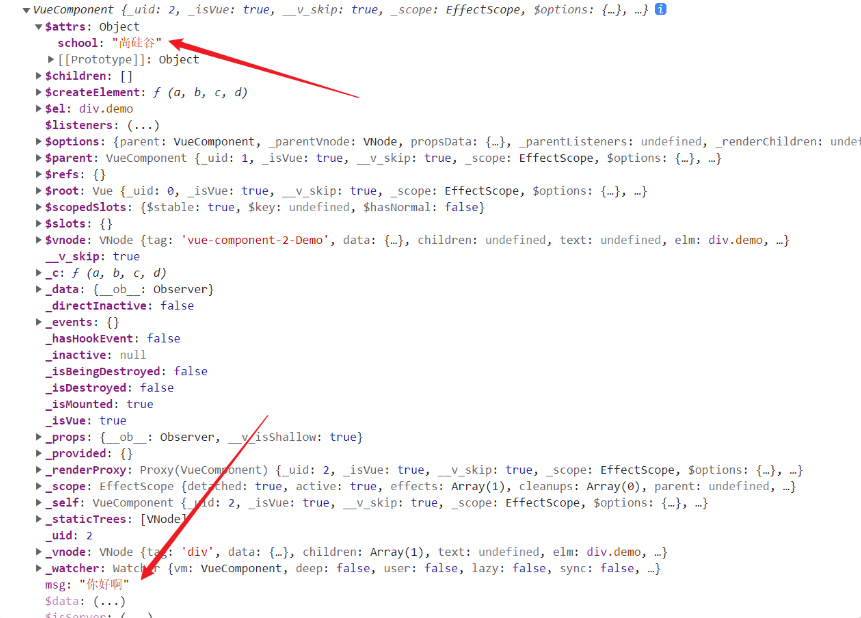 VueComponent {_uid: 2, _isVue: true, __v_skip: true, _scope: EffectScope, $options: {…}, …} i
$attrs: Object
school: "尚硅谷"
[[Prototype]]: Object
$children: []
$createElement: ƒ (a, b, c, d)
$el: div.demo
$listeners: (...)
$options: {parent: VueComponent, _parentVnode: VNode, propsData: {…}, _parentListeners: undefined, _renderChildren: undef
$parent: VueComponent {_uid: 1, _isVue: true, __v_skip: true, _scope: EffectScope, $options: {…}, …}
$refs: {}
$root: Vue {_uid: 0, _isVue: true, __v_skip: true, _scope: EffectScope, $options: {…}, …}
$scopedSlots: {$stable: true, $key: undefined, $hasNormal: false}
$slots: {}
$vnode: VNode {tag: 'vue-component-2-Demo', data: {…}, children: undefined, text: undefined, elm: div.demo, …}
__v_skip: true
_c: ƒ (a, b, c, d)
_data: {__ob__: Observer}
_directInactive: false
_events: {}
_hasHookEvent: false
_inactive: null
_isBeingDestroyed: false
_isDestroyed: false
_isMounted: true
_isVue: true
_props: {__ob__: Observer, __v_isShallow: true}
_provided: {}
_renderProxy: Proxy(VueComponent) {_uid: 2, _isVue: true, __v_skip: true, _scope: EffectScope, $options: {…}, …}
_scope: EffectScope {detached: true, active: true, effects: Array(1), cleanups: Array(0), parent: undefined, …}
_self: VueComponent {_uid: 2, _isVue: true, __v_skip: true, _scope: EffectScope, $options: {…}, …}
_staticTrees: [VNode]
_uid: 2
_vnode: VNode {tag: 'div', data: {…}, children: Array(1), text: undefined, elm: div.demo, …}
_watcher: Watcher {vm: VueComponent, deep: false, user: false, lazy: false, sync: false, …}
msg: "你好啊"
$data: (...)
$isServer: (...)